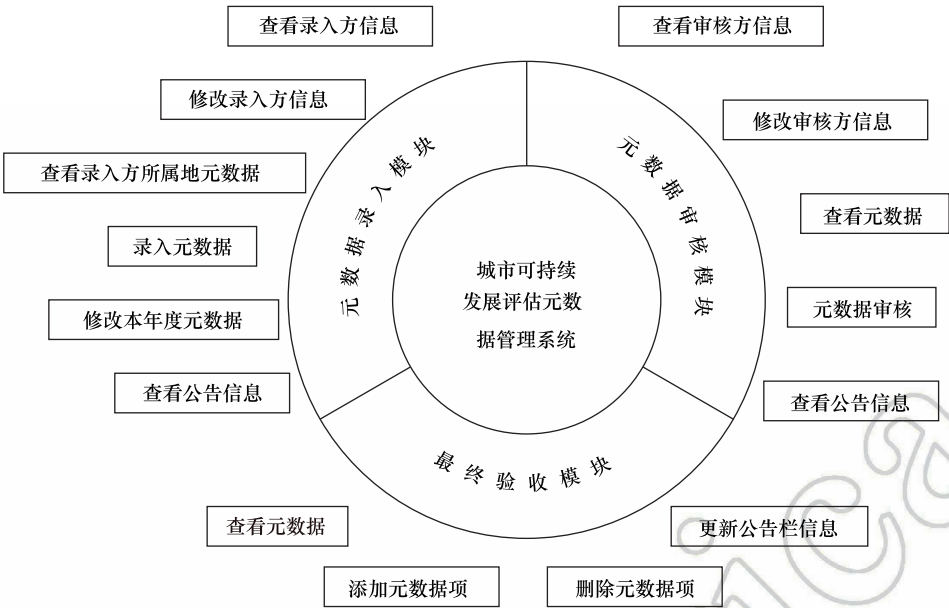 查看录入方信息
查看审核方信息
修改录入方信息
修改审核方信息
元数据录入模块
元数据审核模块
查看录入方所属地元数据
查看元数据
录入元数据
城市可持续
发展评估元数
据管理系统
元数据审核
修改本年度元数据
查看公告信息
查看公告信息
最终验收模块
查看元数据
更新公告栏信息
添加元数据项
删除元数据项